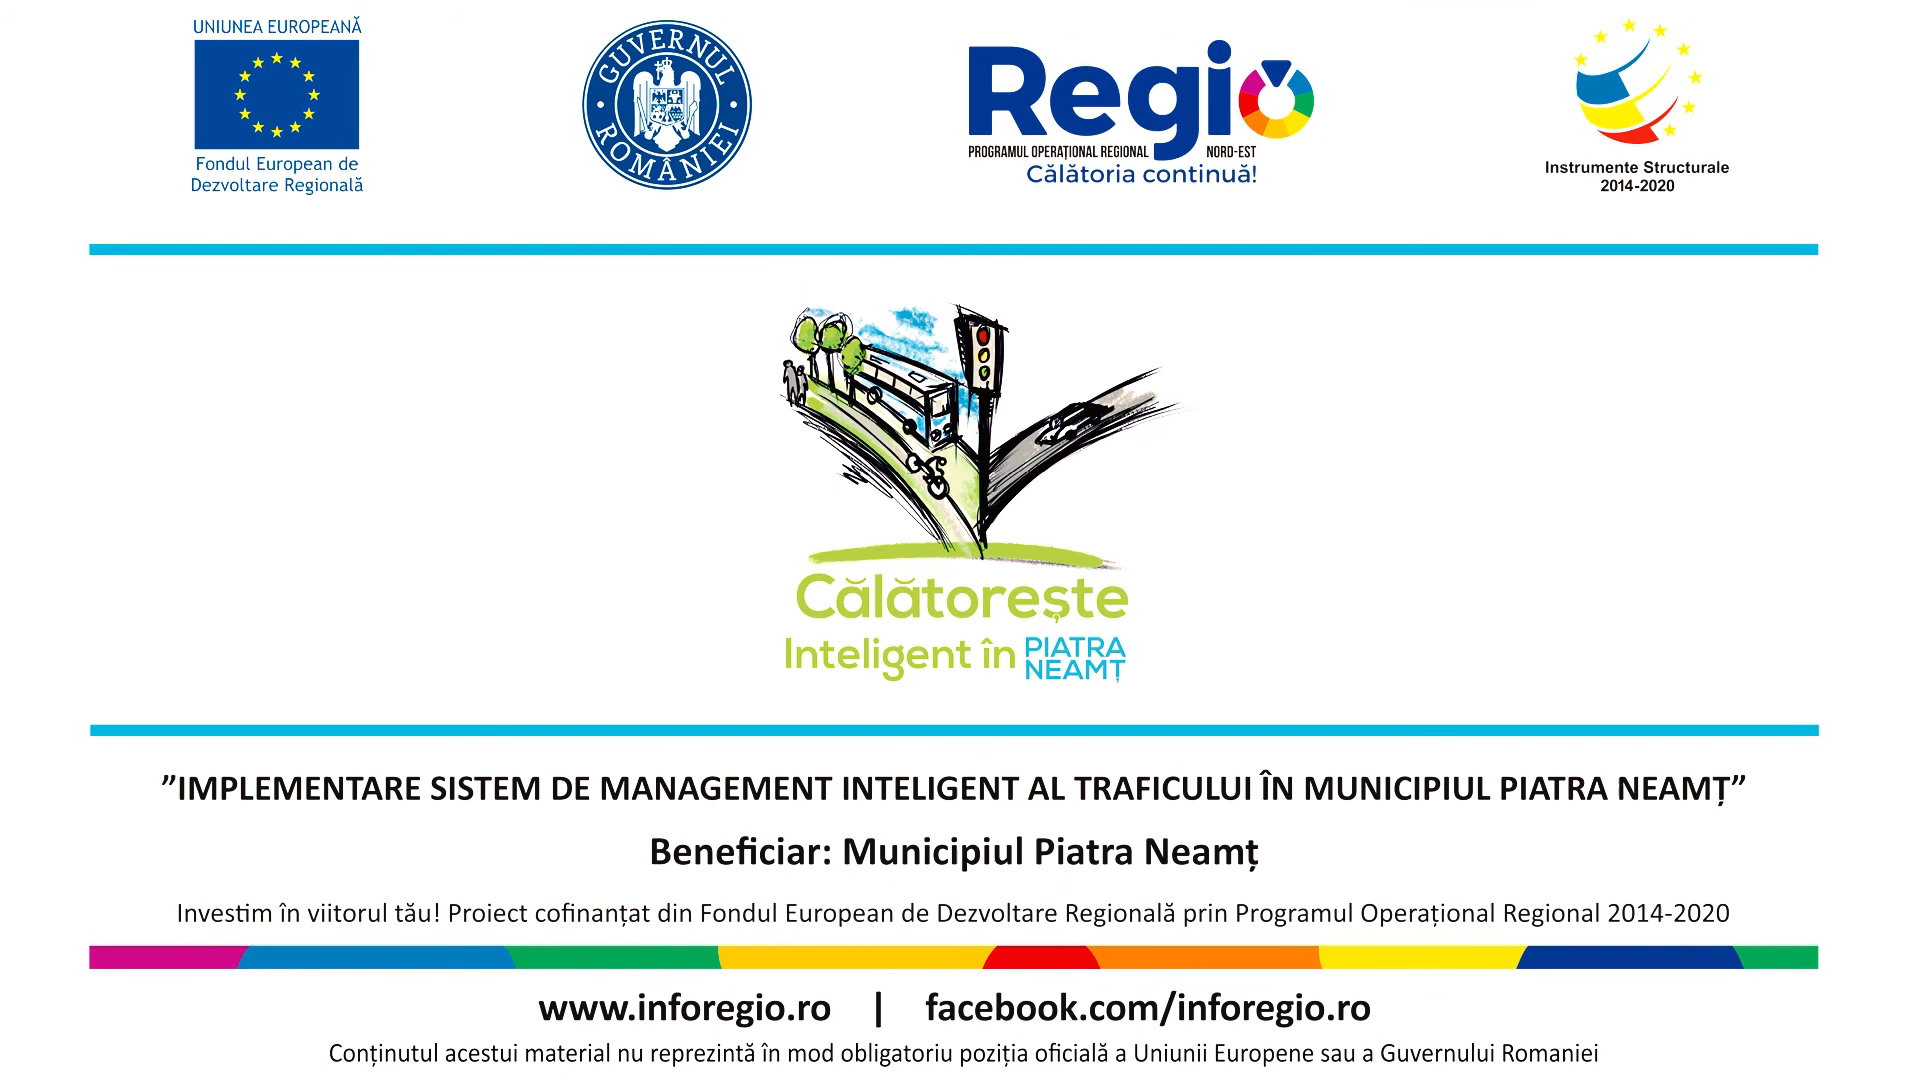 UNIUNEA EUROPEANĂ
Fondul European de
Dezvoltare Regională
GUVERNUL ROMÂNIEI
Regio
PROGRAMUL OPERAȚIONAL REGIONAL NORD-EST
Călătoria continuă!
Instrumente Structurale
2014-2020
Călătorește
Inteligent în PIATRA NEAMȚ
”IMPLEMENTARE SISTEM DE MANAGEMENT INTELIGENT AL TRAFICULUI ÎN MUNICIPIUL PIATRA NEAMȚ”
Beneficiar: Municipiul Piatra Neamț
Investim în viitorul tău! Proiect cofinanțat din Fondul European de Dezvoltare Regională prin Programul Operațional Regional 2014-2020
www.inforegio.ro | facebook.com/inforegio.ro
Conținutul acestui material nu reprezintă în mod obligatoriu poziția oficială a Uniunii Europene sau a Guvernului Romaniei